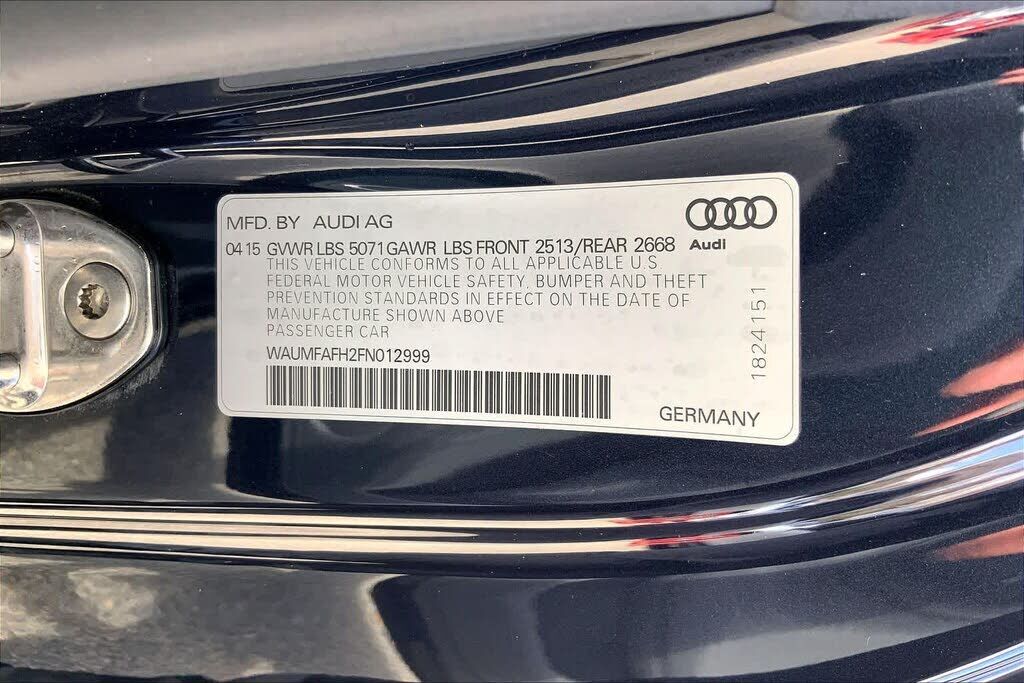 MFD. BY AUDI AG
Audi
04 15 GVWR LBS 5071 GAWR LBS FRONT 2513/REAR 2668
THIS VEHICLE CONFORMS TO ALL APPLICABLE U.S.
FEDERAL MOTOR VEHICLE SAFETY, BUMPER AND THEFT
PREVENTION STANDARDS IN EFFECT ON THE DATE OF
MANUFACTURE SHOWN ABOVE
PASSENGER CAR
WAUMFAFH2FN012999
1824151
GERMANY